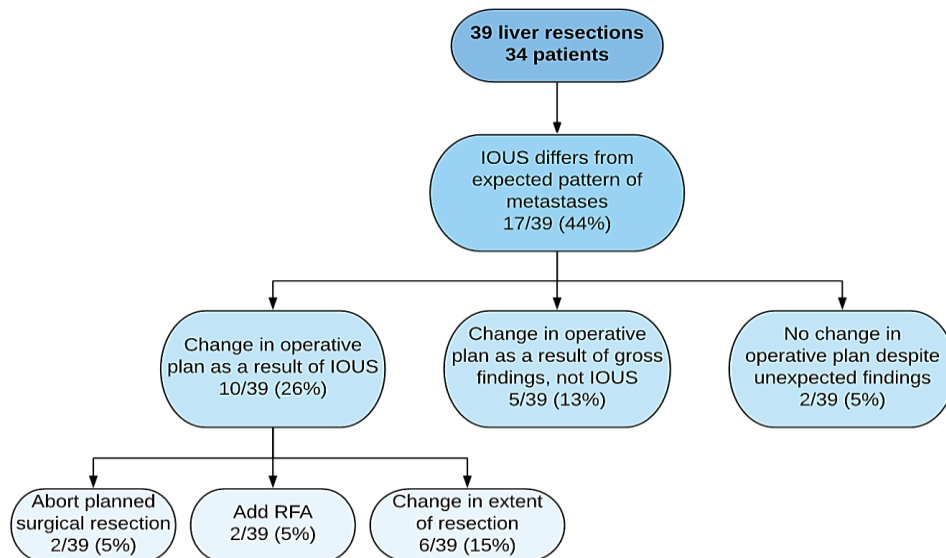 39 liver resections
34 patients
IOUS differs from
expected pattern of
metastases
17/39 (44%)
Change in operative
plan as a result of IOUS
10/39 (26%)
Change in operative
plan as a result of gross
findings, not IOUS
5/39 (13%)
No change in
operative plan despite
unexpected findings
2/39 (5%)
Abort planned
surgical resection
2/39 (5%)
Add RFA
2/39 (5%)
Change in extent
of resection
6/39 (15%)